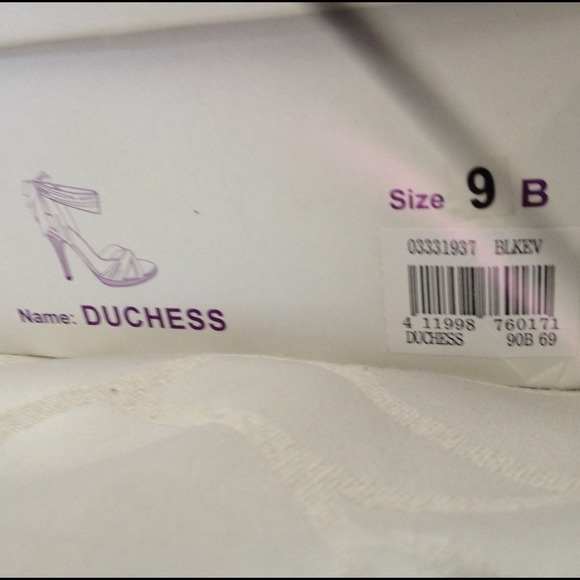 Size 9 B
03331937 BLKEV
4 11998 760171
DUCHESS 90B 69
Name: DUCHESS